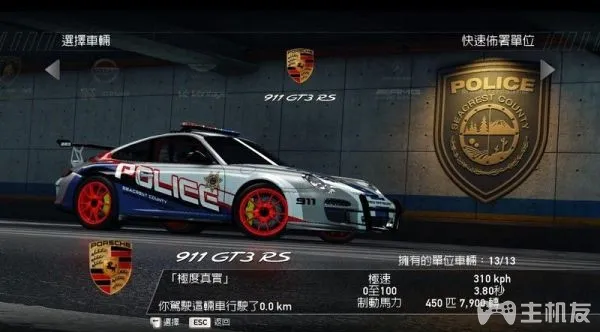 選擇車輛
快速佈署單位
PORSCHE
911 GT3 RS
POLICE
SEACREST COUNTY
POLICE
SEACREST COUNTY
911
PORSCHE
911 GT3 RS
擁有的單位車輛：13/13
「極度真實」
極速 310 kph
0至100 3.80秒
你駕駛這輛車行駛了0.0 km
制動馬力 450 匹 7,900 轉
選擇 ESC 返回
主机友